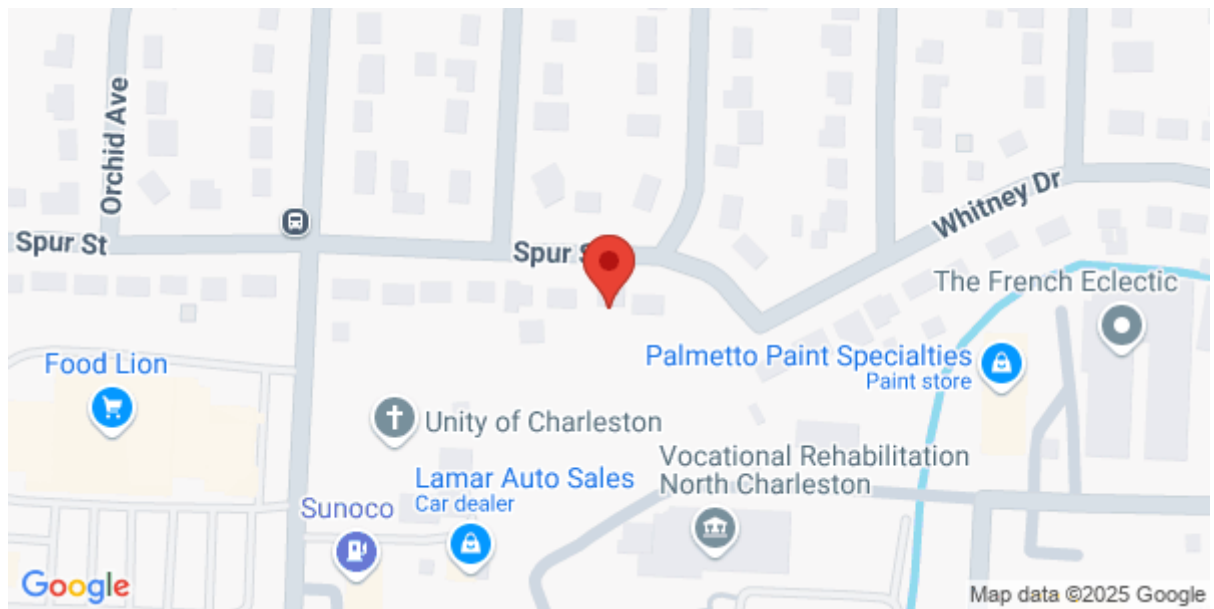 Orchid Ave
Spur St
Spur S
Whitney Dr
The French Eclectic
Food Lion
Palmetto Paint Specialties
Paint store
Unity of Charleston
Vocational Rehabilitation
North Charleston
Lamar Auto Sales
Car dealer
Sunoco
Google
Map data ©2025 Google